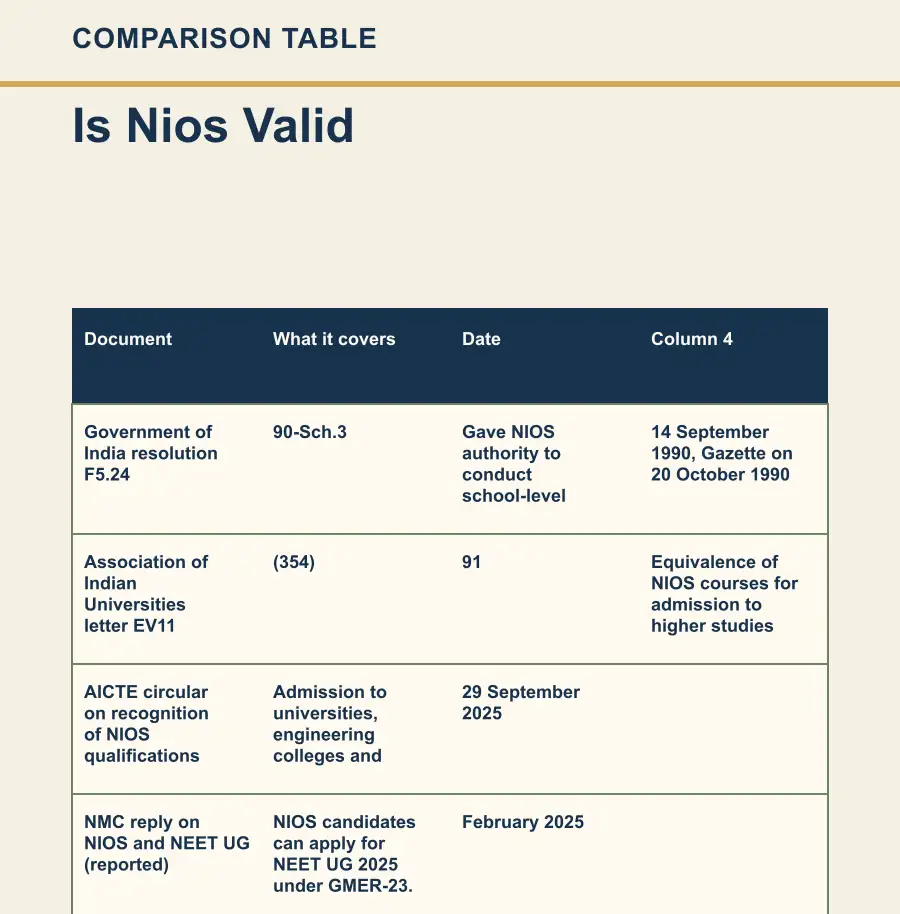 COMPARISON TABLE
Is Nios Valid
Document What it covers Date Column 4
Government of
India resolution
F5.24
90-Sch.3
Gave NIOS
authority to
conduct
school-level
14 September
1990, Gazette on
20 October 1990
Association of
Indian
Universities
letter EV11
(354)
91
Equivalence of
NIOS courses for
admission to
higher studies
AICTE circular
on recognition
of NIOS
qualifications
Admission to
universities,
engineering
colleges and
29 September
2025
NMC reply on
NIOS and NEET UG
(reported)
NIOS candidates
can apply for
NEET UG 2025
under GMER-23.
February 2025